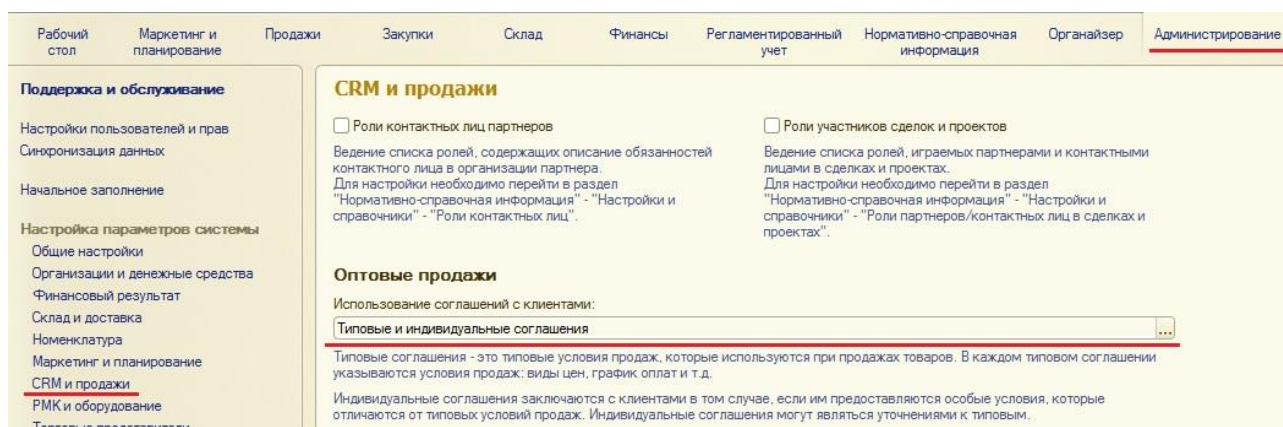 Рабочий стол
Маркетинг и планирование
Продажи
Закупки
Склад
Финансы
Регламентированный учет
Нормативно-справочная информация
Органайзер
Администрирование
Поддержка и обслуживание
Настройки пользователей и прав
Синхронизация данных
Начальное заполнение
Настройка параметров системы
Общие настройки
Организации и денежные средства
Финансовый результат
Склад и доставка
Номенклатура
Маркетинг и планирование
CRM и продажи
РМК и оборудование
Торговые представители
CRM и продажи
Роли контактных лиц партнеров
Ведение списка ролей, содержащих описание обязанностей
контактного лица в организации партнера.
Для настройки необходимо перейти в раздел
"Нормативно-справочная информация" - "Настройки и
справочники" - "Роли контактных лиц".
Роли участников сделок и проектов
Ведение списка ролей, играемых партнерами и контактными
лицами в сделках и проектах.
Для настройки необходимо перейти в раздел
"Нормативно-справочная информация" - "Настройки и
справочники" - "Роли партнеров/контактных лиц в сделках и
проектах".
Оптовые продажи
Использование соглашений с клиентами:
Типовые и индивидуальные соглашения
...
Типовые соглашения - это типовые условия продаж, которые используются при продажах товаров. В каждом типовом соглашении
указываются условия продаж: виды цен, график оплат и т.д.
Индивидуальные соглашения заключаются с клиентами в том случае, если им предоставляются особые условия, которые
отличаются от типовых условий продаж. Индивидуальные соглашения могут являться уточнениями к типовым.